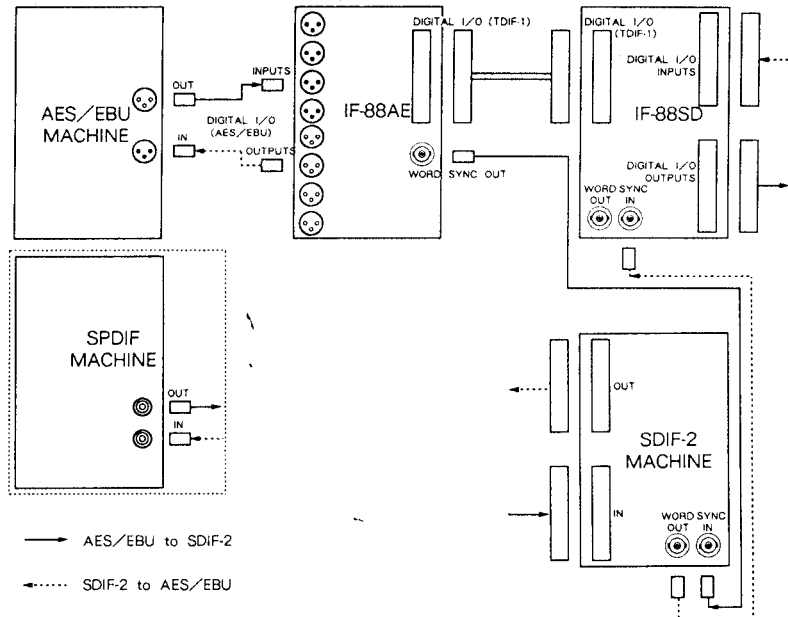 OUT
AES/EBU
MACHINE
IN
INPUTS
DIGITAL I/O
(AES/EBU)
OUTPUTS
DIGITAL I/O (TDIF-1)
IF-88AE
WORD SYNC OUT
DIGITAL I/O
(TDIF-1)
DIGITAL I/O
INPUTS
IF-88SD
DIGITAL I/O
OUTPUTS
WORD SYNC
OUT IN
SPDIF
MACHINE
OUT
IN
OUT
SDIF-2
MACHINE
IN
WORD SYNC
OUT IN
AES/EBU to SDIF-2
SDIF-2 to AES/EBU